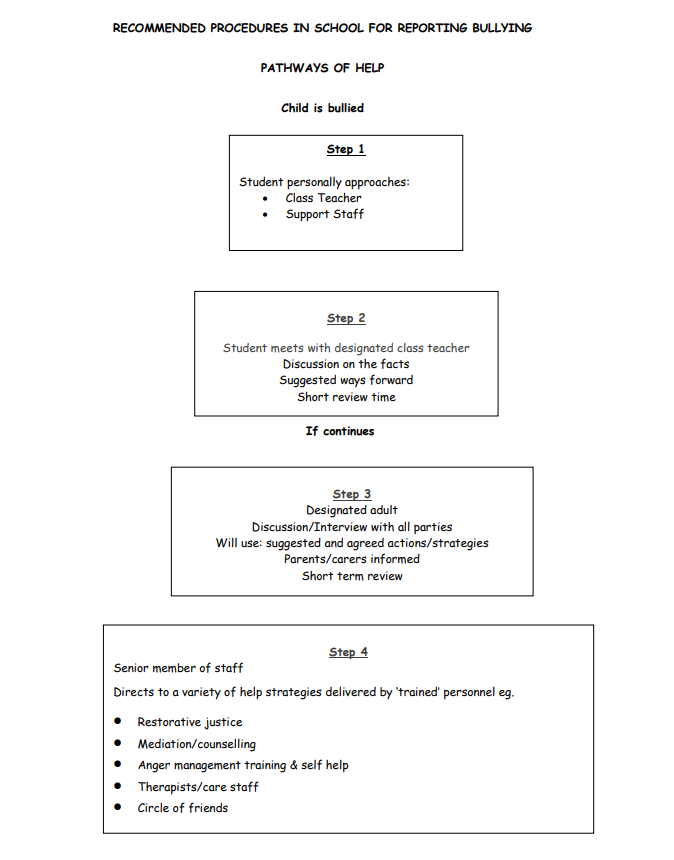 RECOMMENDED PROCEDURES IN SCHOOL FOR REPORTING BULLYING
PATHWAYS OF HELP
Child is bullied
Step 1
Student personally approaches:
• Class Teacher
• Support Staff
Step 2
Student meets with designated class teacher
Discussion on the facts
Suggested ways forward
Short review time
If continues
Step 3
Designated adult
Discussion/Interview with all parties
Will use: suggested and agreed actions/strategies
Parents/carers informed
Short term review
Step 4
Senior member of staff
Directs to a variety of help strategies delivered by ‘trained’ personnel eg.
• Restorative justice
• Mediation/counselling
• Anger management training & self help
• Therapists/care staff
• Circle of friends